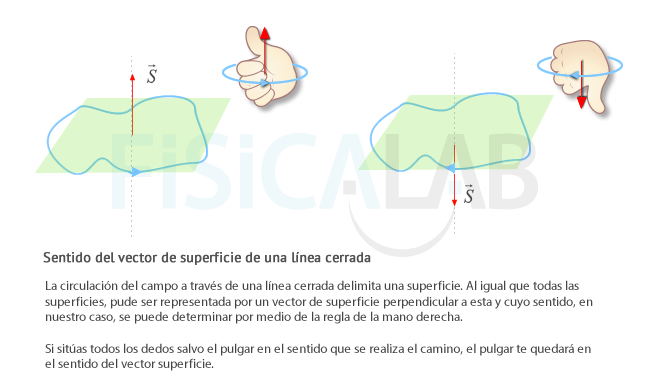 S
S
FISICALAB
Sentido del vector de superficie de una línea cerrada
La circulación del campo a través de una línea cerrada delimita una superficie. Al igual que todas las
superficies, pude ser representada por un vector de superficie perpendicular a esta y cuyo sentido, en
nuestro caso, se puede determinar por medio de la regla de la mano derecha.
Si sitúas todos los dedos salvo el pulgar en el sentido que se realiza el camino, el pulgar te quedará en
el sentido del vector superficie.